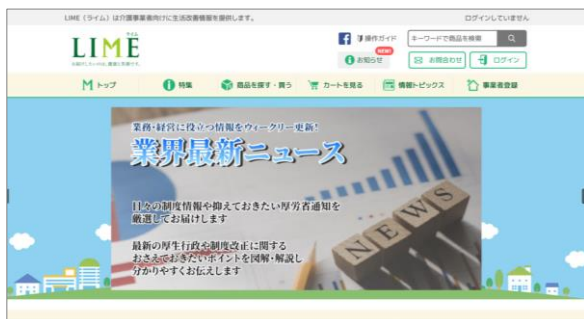 LIME（ライム）は介護事業者向けに生活改善情報を提供します。
ログインしていません
ライム
LIME
操作ガイド
キーワードで商品を検索
NEW!
お知らせ
お問合わせ
ログイン
トップ
特集
商品を探す・買う
カートを見る
情報トピックス
事業者登録
業務・経営に役立つ情報をウィークリー更新!
業界最新ニュース
日々の制度情報や抑えておきたい厚労省通知を
厳選してお届けします
最新の厚生行政や制度改正に関する
おさえておきたいポイントを図解・解説し
分かりやすくお伝えします
NEWS